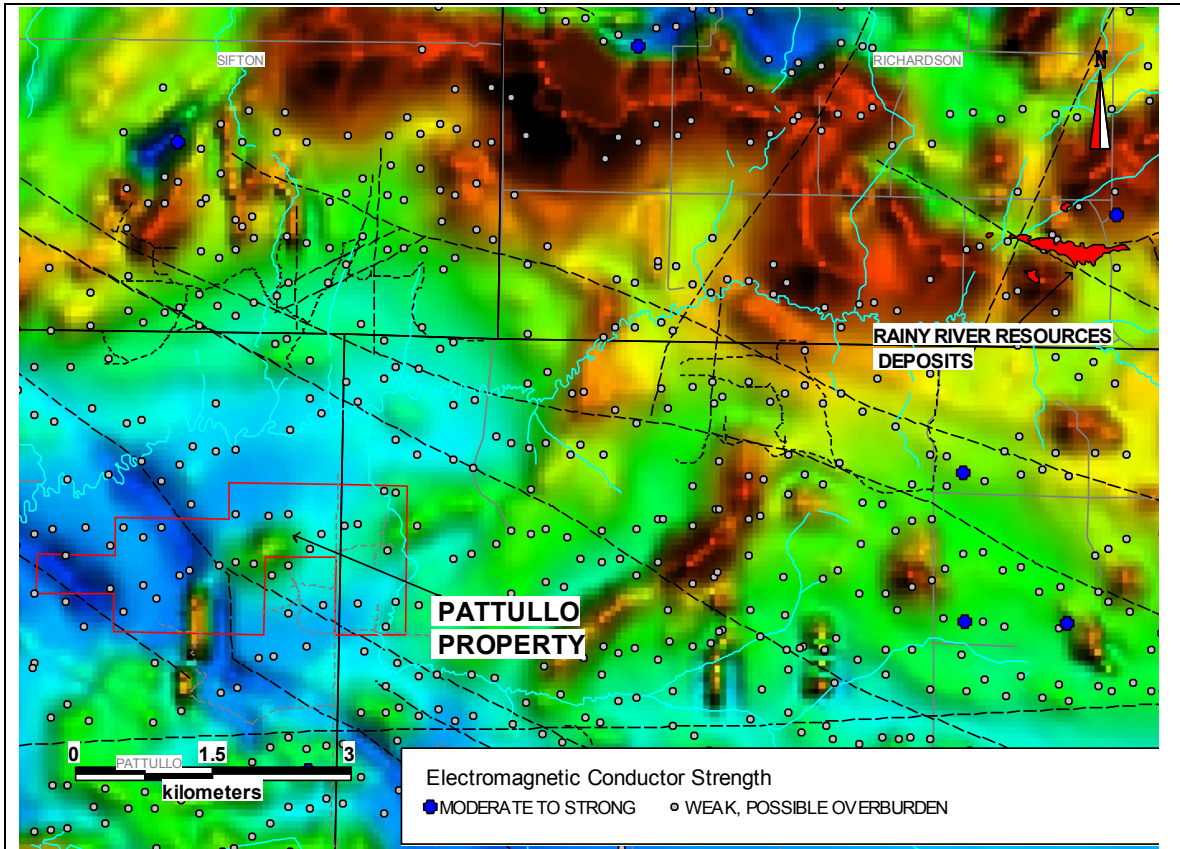 SIFTON
RICHARDSON
N
RAINY RIVER RESOURCES
DEPOSITS
PATTULLO
PROPERTY
0 1.5 3
PATTULLO
kilometers
Electromagnetic Conductor Strength
MODERATE TO STRONG WEAK, POSSIBLE OVERBURDEN